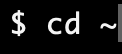 $ cd ~